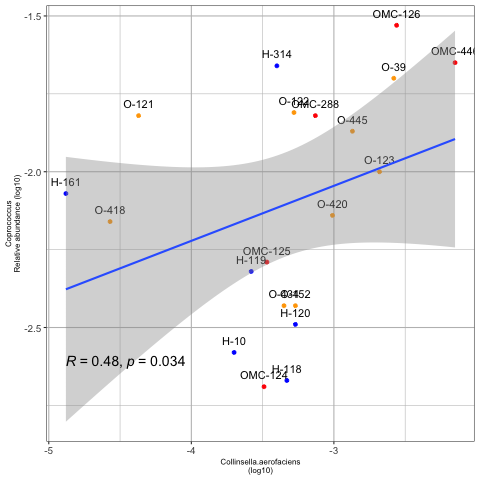 OMC-126
-1.5
OMC-44
H-314
O-39
O-121
O-122
OMC-288
O-445
-2.0
O-123
H-161
O-418
O-420
OMC-125
H-119
O-452
H-120
-2.5
H-10
R = 0.48, p = 0.034
H-118
OMC-124
-5
-4
-3
Collinsella.aerofaciens
(log10)
Coprococcus
Relative abundance (log10)